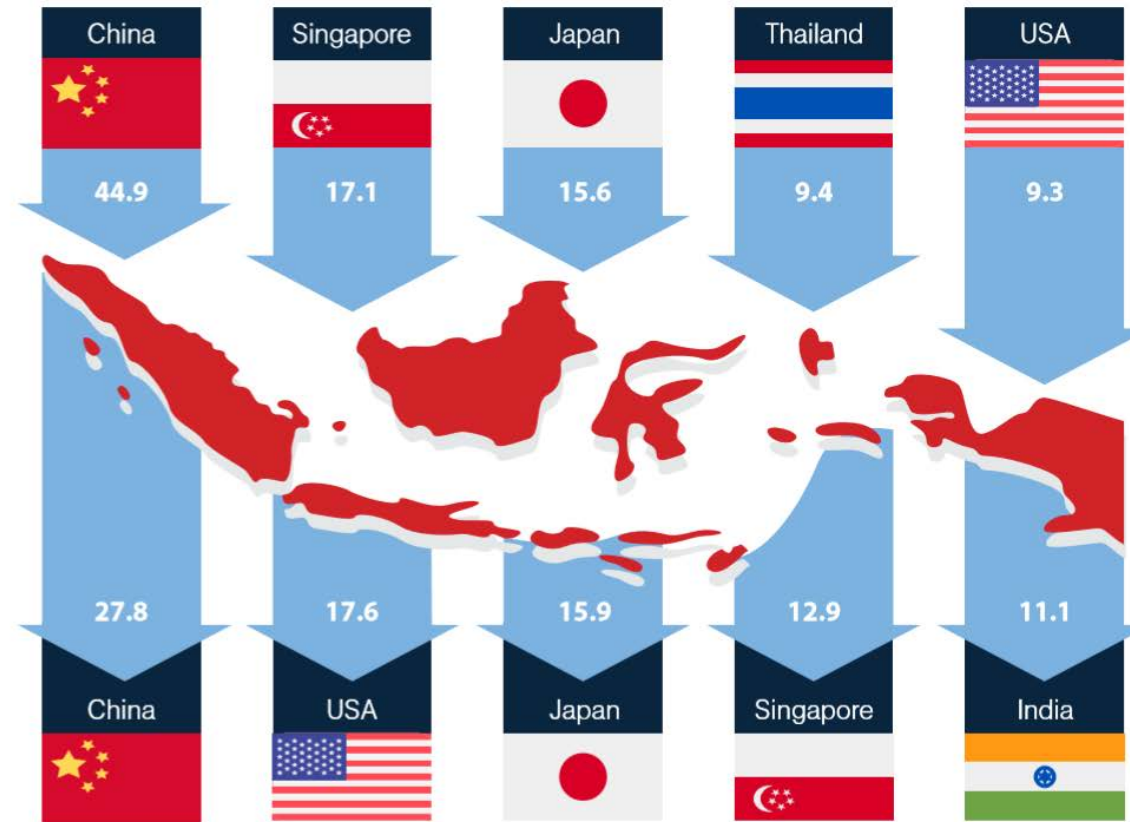 China Singapore Japan Thailand USA
44.9 17.1 15.6 9.4 9.3
27.8 17.6 15.9 12.9 11.1
China USA Japan Singapore India